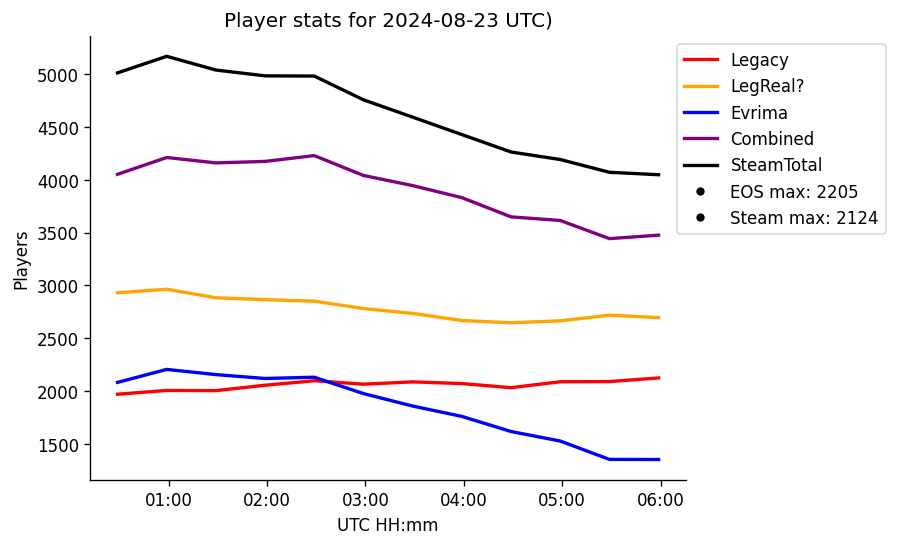 Player stats for 2024-08-23 UTC)
Players
5000
4500
4000
3500
3000
2500
2000
1500
01:00 02:00 03:00 04:00 05:00 06:00
UTC HH:mm
Legacy
LegReal?
Evrima
Combined
SteamTotal
EOS max: 2205
Steam max: 2124